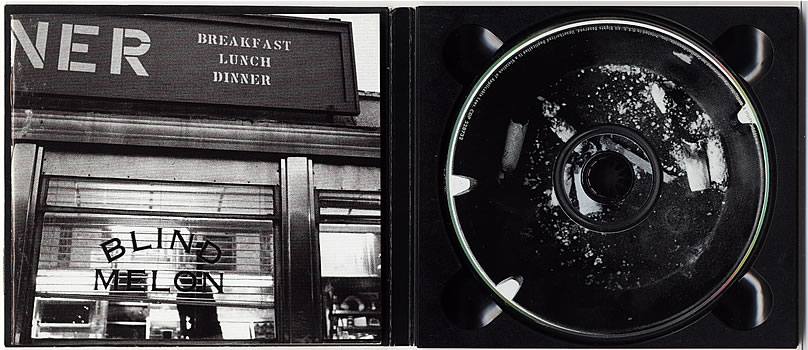 NER
BREAKFAST
LUNCH
DINNER
BLIND
MELON